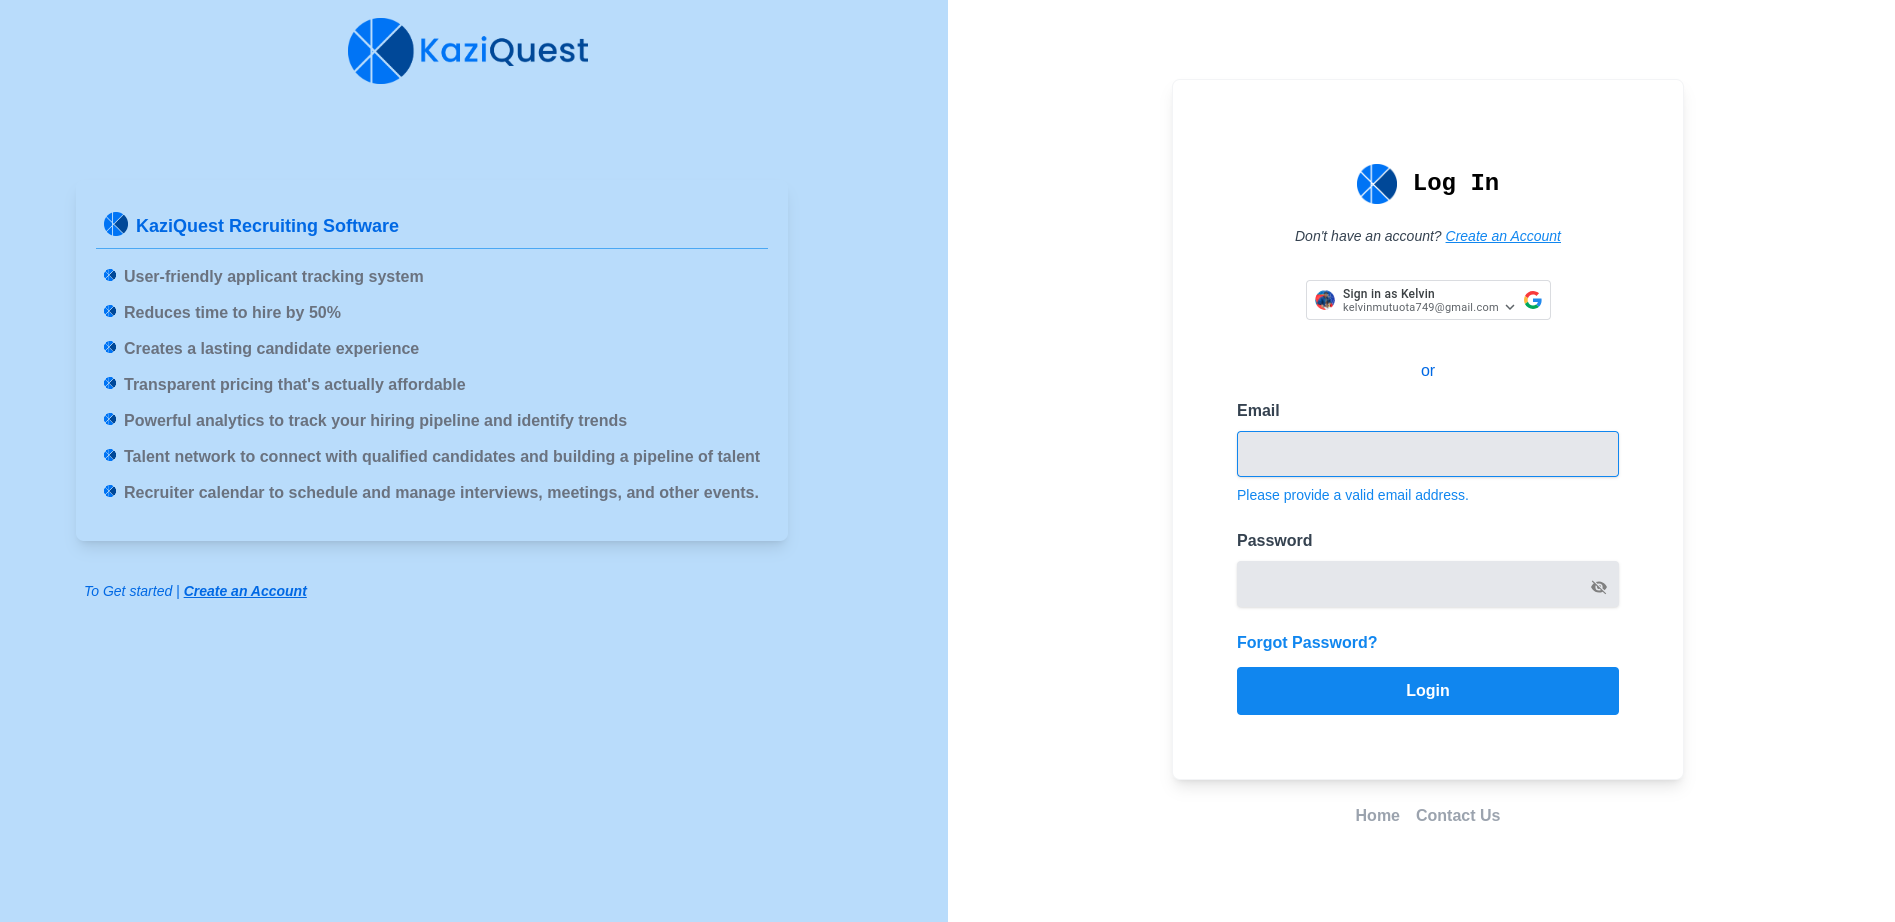 KaziQuest
KaziQuest Recruiting Software
User-friendly applicant tracking system
Reduces time to hire by 50%
Creates a lasting candidate experience
Transparent pricing that's actually affordable
Powerful analytics to track your hiring pipeline and identify trends
Talent network to connect with qualified candidates and building a pipeline of talent
Recruiter calendar to schedule and manage interviews, meetings, and other events.
To Get started | Create an Account
Log In
Don't have an account? Create an Account
Sign in as Kelvin
kelvinmutuota749@gmail.com
or
Email
Please provide a valid email address.
Password
Forgot Password?
Login
Home Contact Us